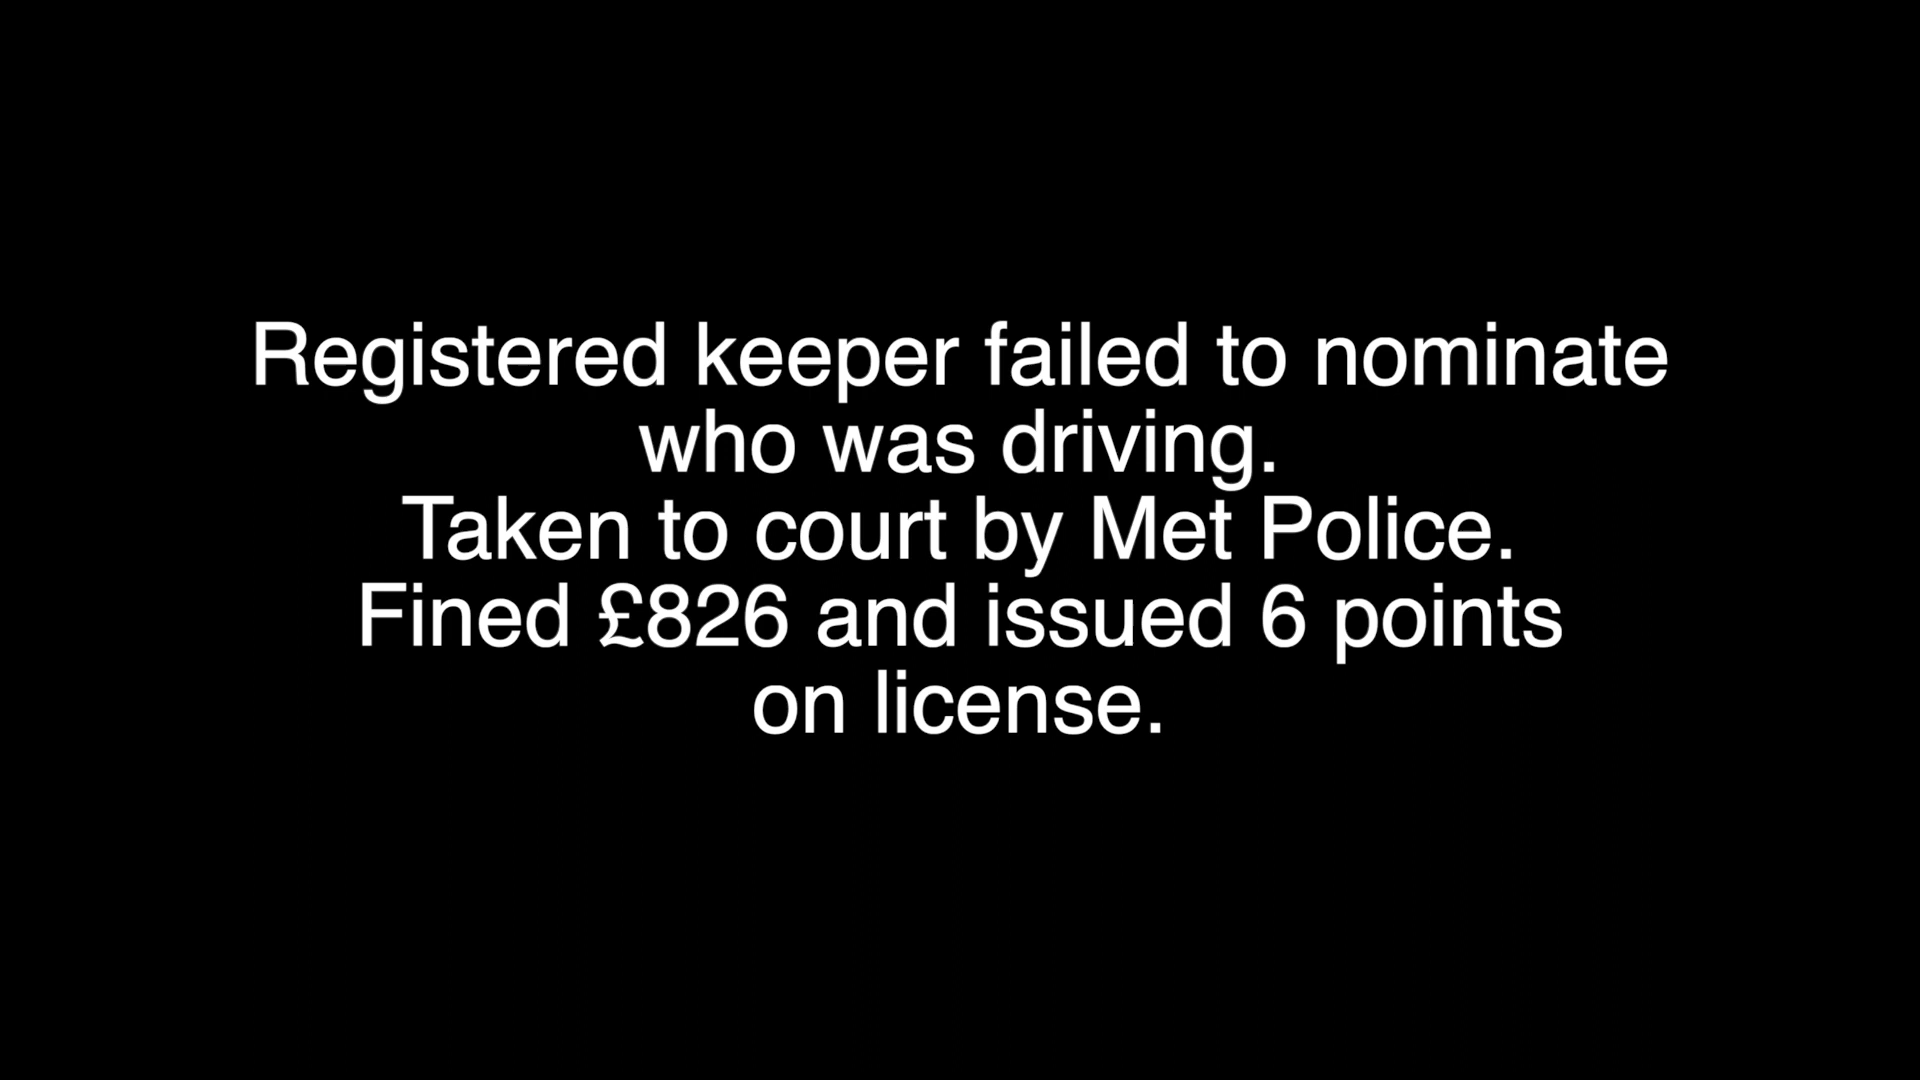 Registered keeper failed to nominate
who was driving.
Taken to court by Met Police.
Fined £826 and issued 6 points
on license.